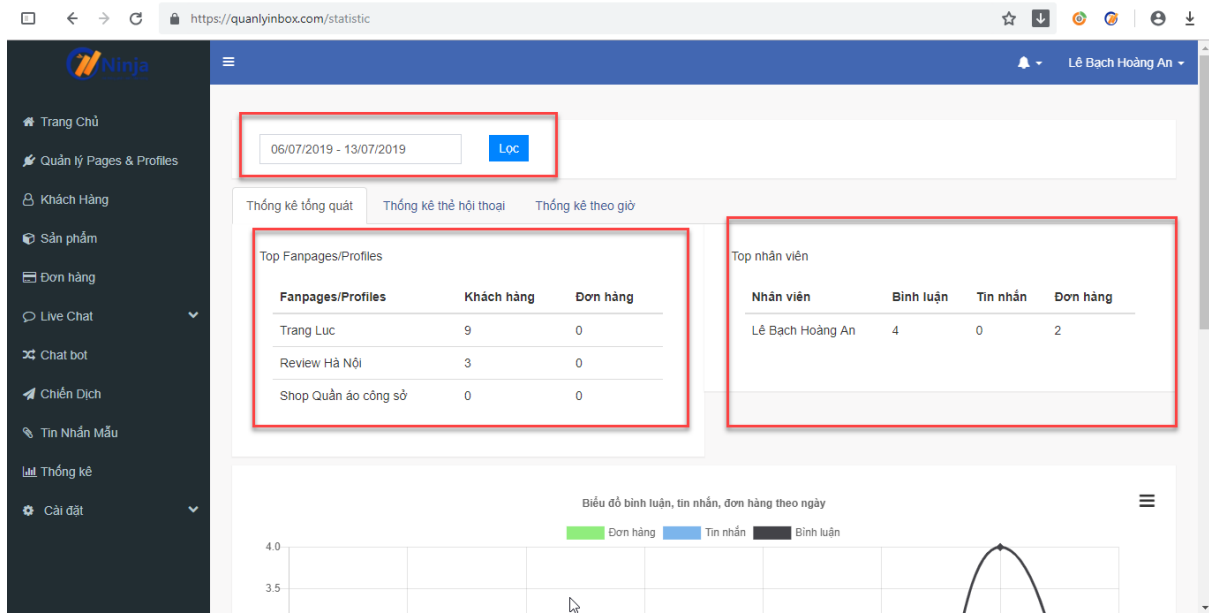 https://quanlyinbox.com/statistic
Ninja
Lê Bạch Hoàng An
Trang Chủ
Quản lý Pages & Profiles
Khách Hàng
Sản phẩm
Đơn hàng
Live Chat
Chat bot
Chiến Dịch
Tin Nhắn Mẫu
Thống kê
Cài đặt
06/07/2019 - 13/07/2019 Lọc
Thống kê tổng quát Thống kê thẻ hội thoại Thống kê theo giờ
Top Fanpages/Profiles
Fanpages/Profiles Khách hàng Đơn hàng
Trang Luc 9 0
Review Hà Nội 3 0
Shop Quần áo công sở 0 0
Top nhân viên
Nhân viên Bình luận Tin nhắn Đơn hàng
Lê Bạch Hoàng An 4 0 2
Biểu đồ bình luận, tin nhắn, đơn hàng theo ngày
Đơn hàng Tin nhắn Bình luận
4.0
3.5